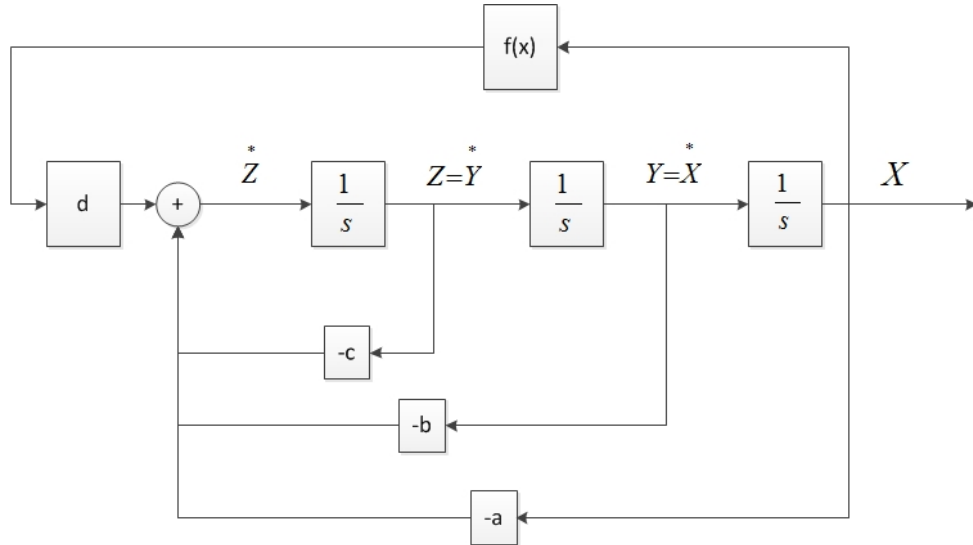 f(x)
d
+
*
Z
1
s
*
Z=Y
1
s
*
Y=X
1
s
X
-c
-b
-a